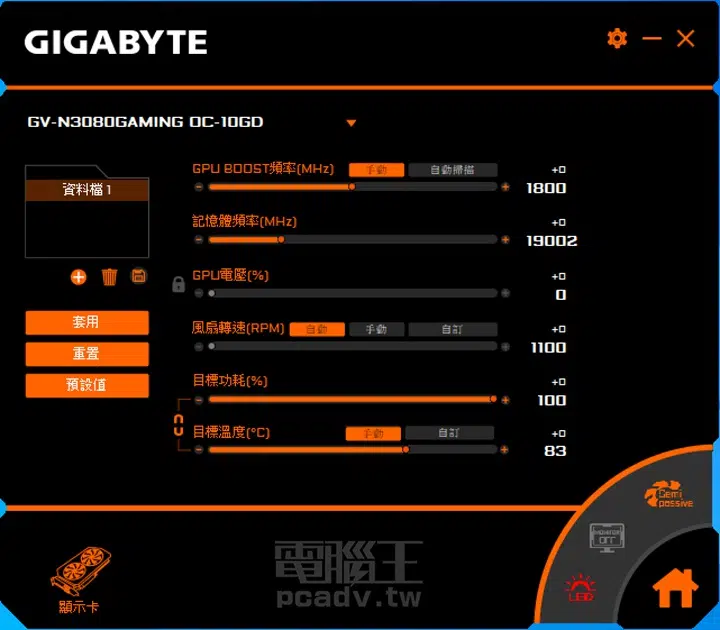 GIGABYTE
GV-N3080GAMING OC-10GD
資料檔 1
套用
重置
預設值
GPU BOOST頻率(MHz) 手動 自動掃描 +0
1800
記憶體頻率(MHz) +0
19002
GPU電壓(%) +0
0
風扇轉速(RPM) 自動 手動 自訂 +0
1100
目標功耗(%) +0
100
目標溫度(°C) 手動 自訂 +0
83
Semi
passive
OFF
LED
顯示卡
電腦王
pcadv.tw